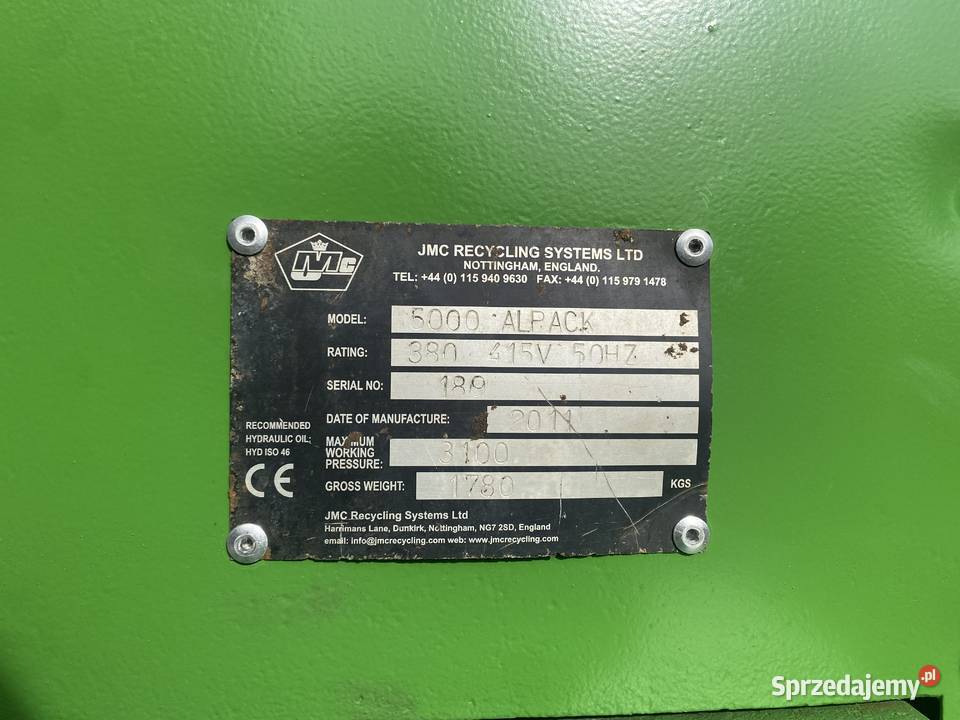 JMC
JMC RECYCLING SYSTEMS LTD
NOTTINGHAM, ENGLAND.
TEL: +44 (0) 115 940 9630 FAX: +44 (0) 115 979 1478
MODEL: 5000 ALPACK
RATING: 380 415V 50HZ
SERIAL NO: 189
DATE OF MANUFACTURE: 2011
RECOMMENDED
HYDRAULIC OIL;
HYD ISO 46
MAXIMUM
WORKING
PRESSURE: 3100
CE
GROSS WEIGHT: 1780 KGS
JMC Recycling Systems Ltd
Harrimans Lane, Dunkirk, Nottingham, NG7 2SD, England
email: info@jmcrecycling.com web: www.jmcrecycling.com
Sprzedajemy.pl